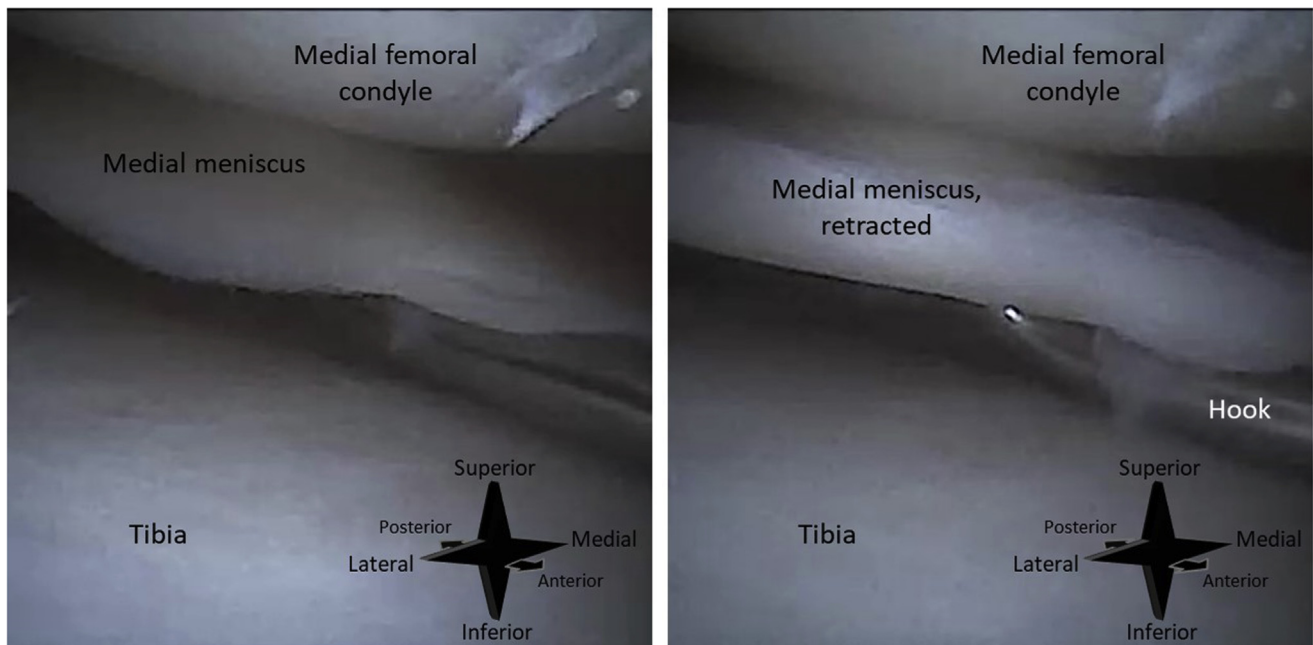 Medial femoral
condyle
Medial meniscus
Tibia
Superior
Posterior
Medial
Lateral
Anterior
Inferior
Medial femoral
condyle
Medial meniscus,
retracted
Hook
Tibia
Superior
Posterior
Medial
Lateral
Anterior
Inferior